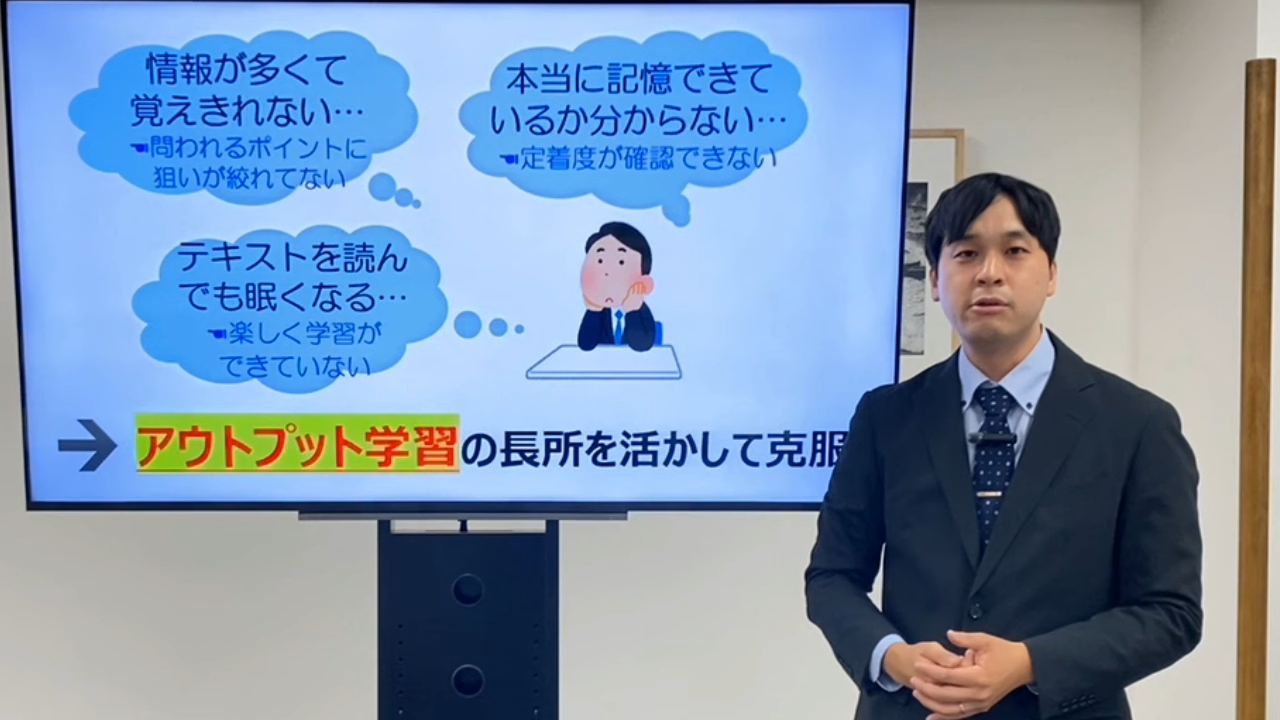 情報が多くて
覚えきれない…
☚問われるポイントに
狙いが絞れてない
本当に記憶できて
いるか分からない…
☚定着度が確認できない
テキストを読ん
でも眠くなる…
☚楽しく学習が
できていない
➔アウトプット学習の長所を活かして克服